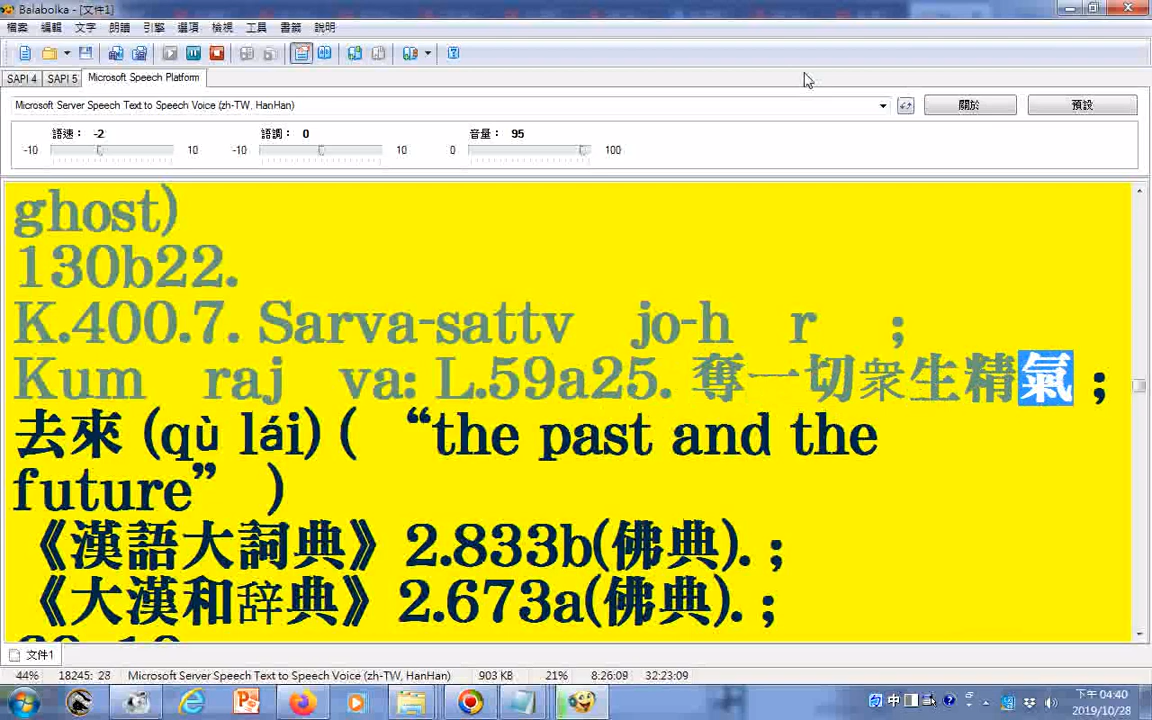 Balabolka - [文件1]
檔案 編輯 文字 朗讀 引擎 選項 檢視 工具 書籤 說明
SAPI 4 SAPI 5 Microsoft Speech Platform
Microsoft Server Speech Text to Speech Voice (zh-TW, HanHan) 關於 預設
語速： -2 語調： 0 音量： 95
-10 10 -10 10 0 100
ghost)
130b22.
K.400.7. Sarva-sattv jo-h r ;
Kum raj va: L.59a25. 奪一切衆生精氣 ;
去來 (qù lái) ( “the past and the
future” )
《漢語大詞典》 2.833b(佛典). ;
《大漢和辞典》 2.673a(佛典). ;
文件1
44% 18245: 23 Microsoft Server Speech Text to Speech Voice (zh-TW, HanHan) 903 KB 21% 8:26:09 32:23:09
中 下午 04:40
2019/10/28